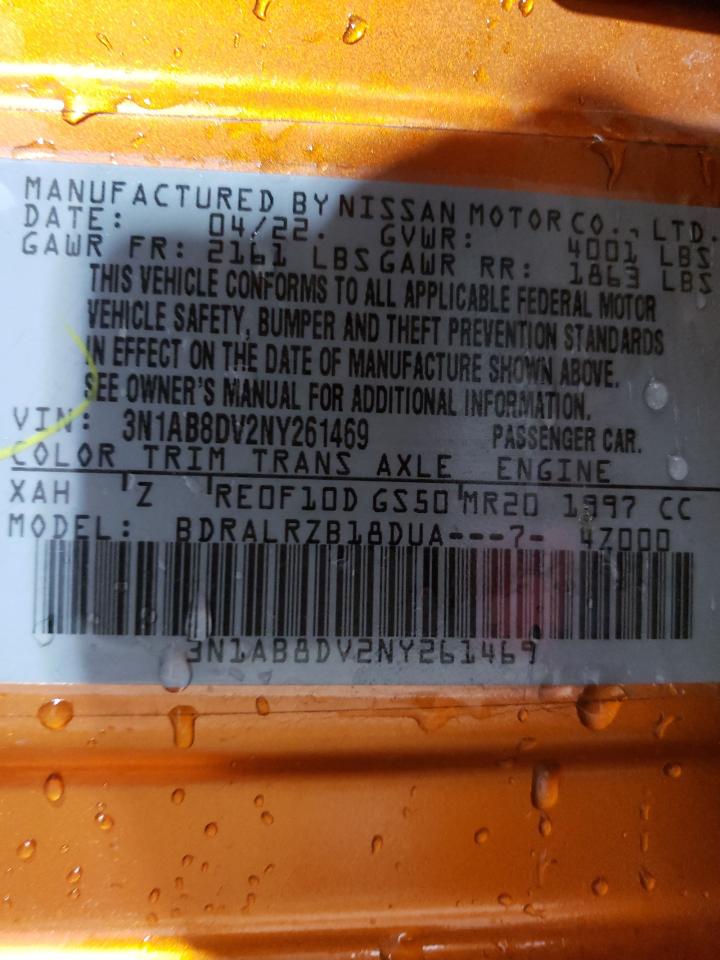 MANUFACTURED BY NISSAN MOTOR CO., LTD.
DATE: 04/22. GVWR: 4001 LBS
GAWR FR: 2161 LBS GAWR RR: 1863 LBS
THIS VEHICLE CONFORMS TO ALL APPLICABLE FEDERAL MOTOR
VEHICLE SAFETY, BUMPER AND THEFT PREVENTION STANDARDS
IN EFFECT ON THE DATE OF MANUFACTURE SHOWN ABOVE.
SEE OWNER'S MANUAL FOR ADDITIONAL INFORMATION.
VIN: 3N1AB8DV2NY261469 PASSENGER CAR.
COLOR TRIM TRANS AXLE ENGINE
XAH Z RE0F10D GS50 MR20 1997 CC
MODEL: BDRALRZB18DUA---7- 4Z000
3N1AB8DV2NY261469